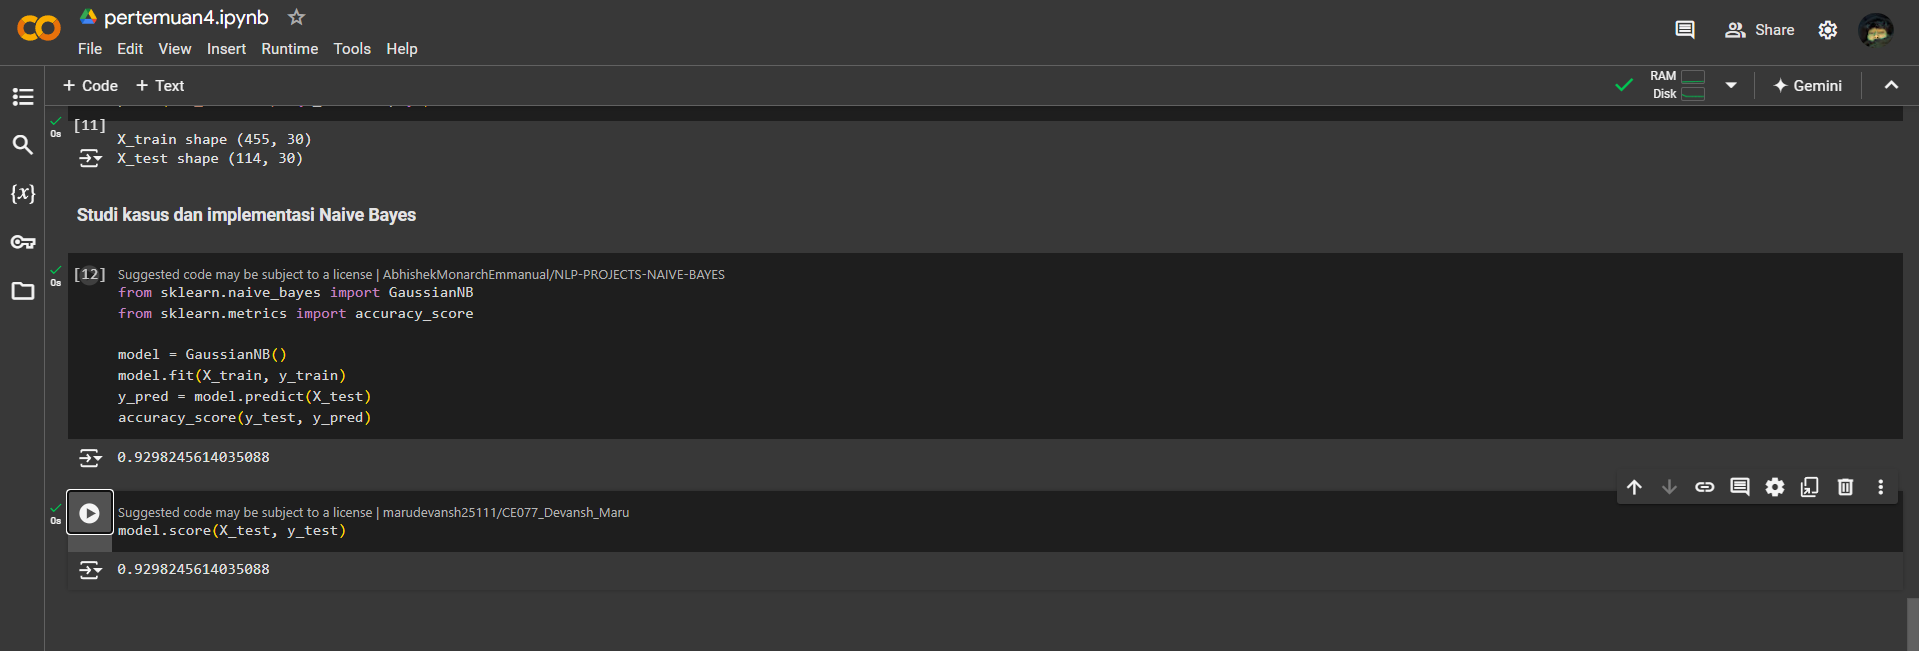 pertemuan4.ipynb
File Edit View Insert Runtime Tools Help
Share
+ Code + Text
RAM
Disk
Gemini
0s
[11]
X_train shape (455, 30)
X_test shape (114, 30)
{x}
Studi kasus dan implementasi Naive Bayes
0s
[12]
Suggested code may be subject to a license | AbhishekMonarchEmmanual/NLP-PROJECTS-NAIVE-BAYES
from sklearn.naive_bayes import GaussianNB
from sklearn.metrics import accuracy_score
model = GaussianNB()
model.fit(X_train, y_train)
y_pred = model.predict(X_test)
accuracy_score(y_test, y_pred)
0.9298245614035088
0s
Suggested code may be subject to a license | marudevansh25111/CE077_Devansh_Maru
model.score(X_test, y_test)
0.9298245614035088